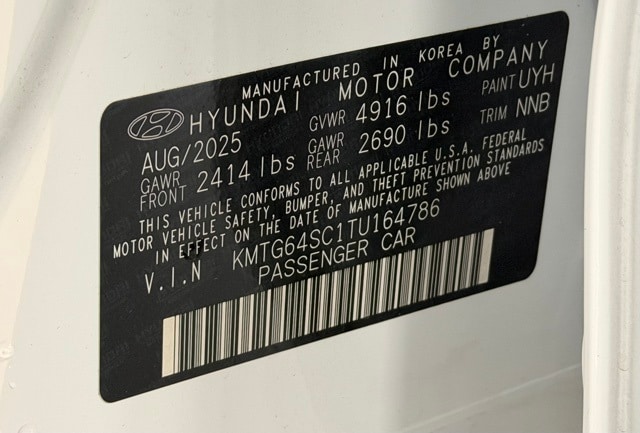 MANUFACTURED IN KOREA BY
HYUNDAI MOTOR COMPANY
AUG/2025 GVWR 4916 lbs PAINT UYH
GAWR FRONT 2414 lbs GAWR REAR 2690 lbs TRIM NNB
THIS VEHICLE CONFORMS TO ALL APPLICABLE U.S.A. FEDERAL
MOTOR VEHICLE SAFETY, BUMPER, AND THEFT PREVENTION STANDARDS
IN EFFECT ON THE DATE OF MANUFACTURE SHOWN ABOVE
V.I.N KMTG64SC1TU164786
PASSENGER CAR